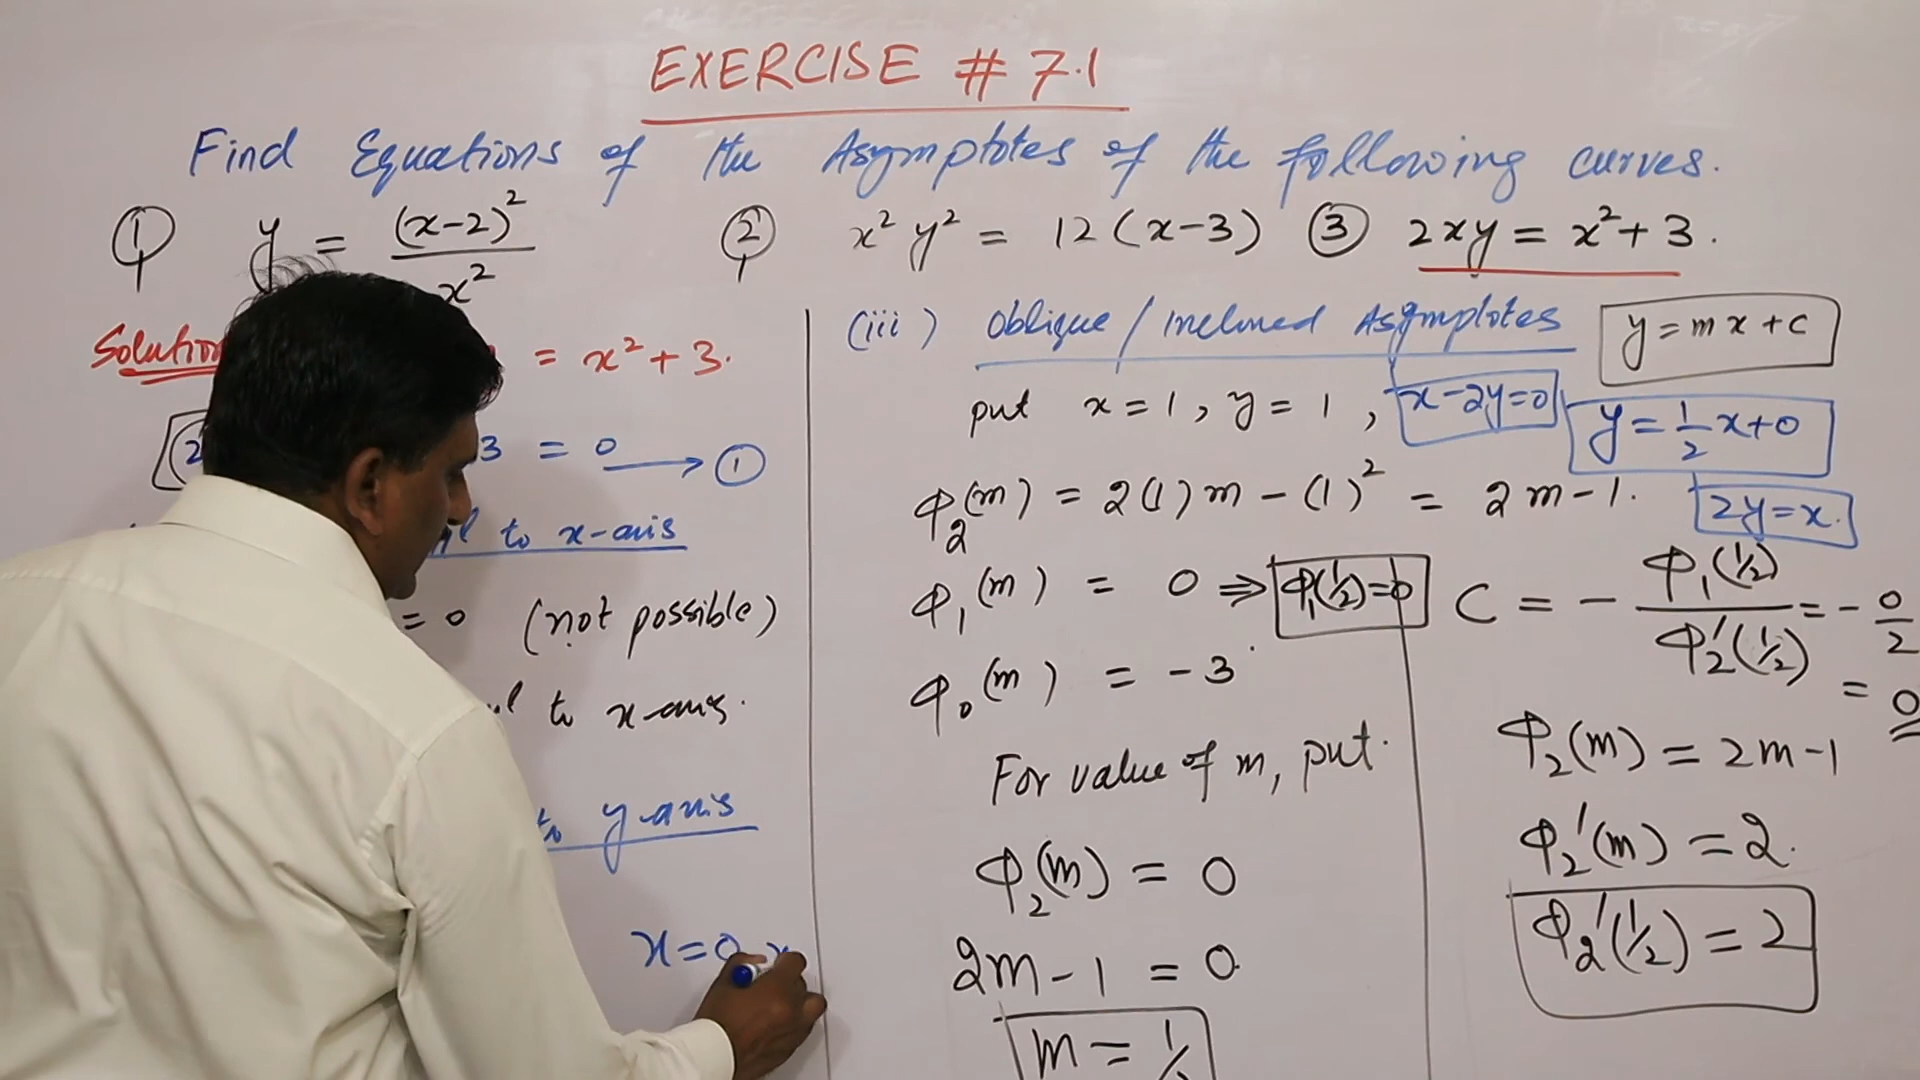 EXERCISE # 7.1
Find Equations of the Asymptotes of the following curves.
① y = (x-2)² / x²
② x² y² = 12 (x-3)
③ 2xy = x² + 3.
Solution
= x² + 3.
3 = 0 → ①
to x-axis
= 0 (not possible)
to x-axis.
to y-axis
x = 0
(iii) Oblique / Inclined Asymptotes
y = mx + c
put x = 1, y = 1,
x - 2y = 0
y = 1/2 x + 0
φ₂(m) = 2(1)m - (1)² = 2m - 1.
2y = x.
φ₁(m) = 0 ⇒ φ₁(1/2) = 0
φ₀(m) = -3
For value of m, put
φ₂(m) = 0
2m - 1 = 0
m = 1/
C = - φ₁(1/2) / φ₂′(1/2) = - 0/2
= 0
φ₂(m) = 2m - 1
φ₂′(m) = 2.
φ₂′(1/2) = 2